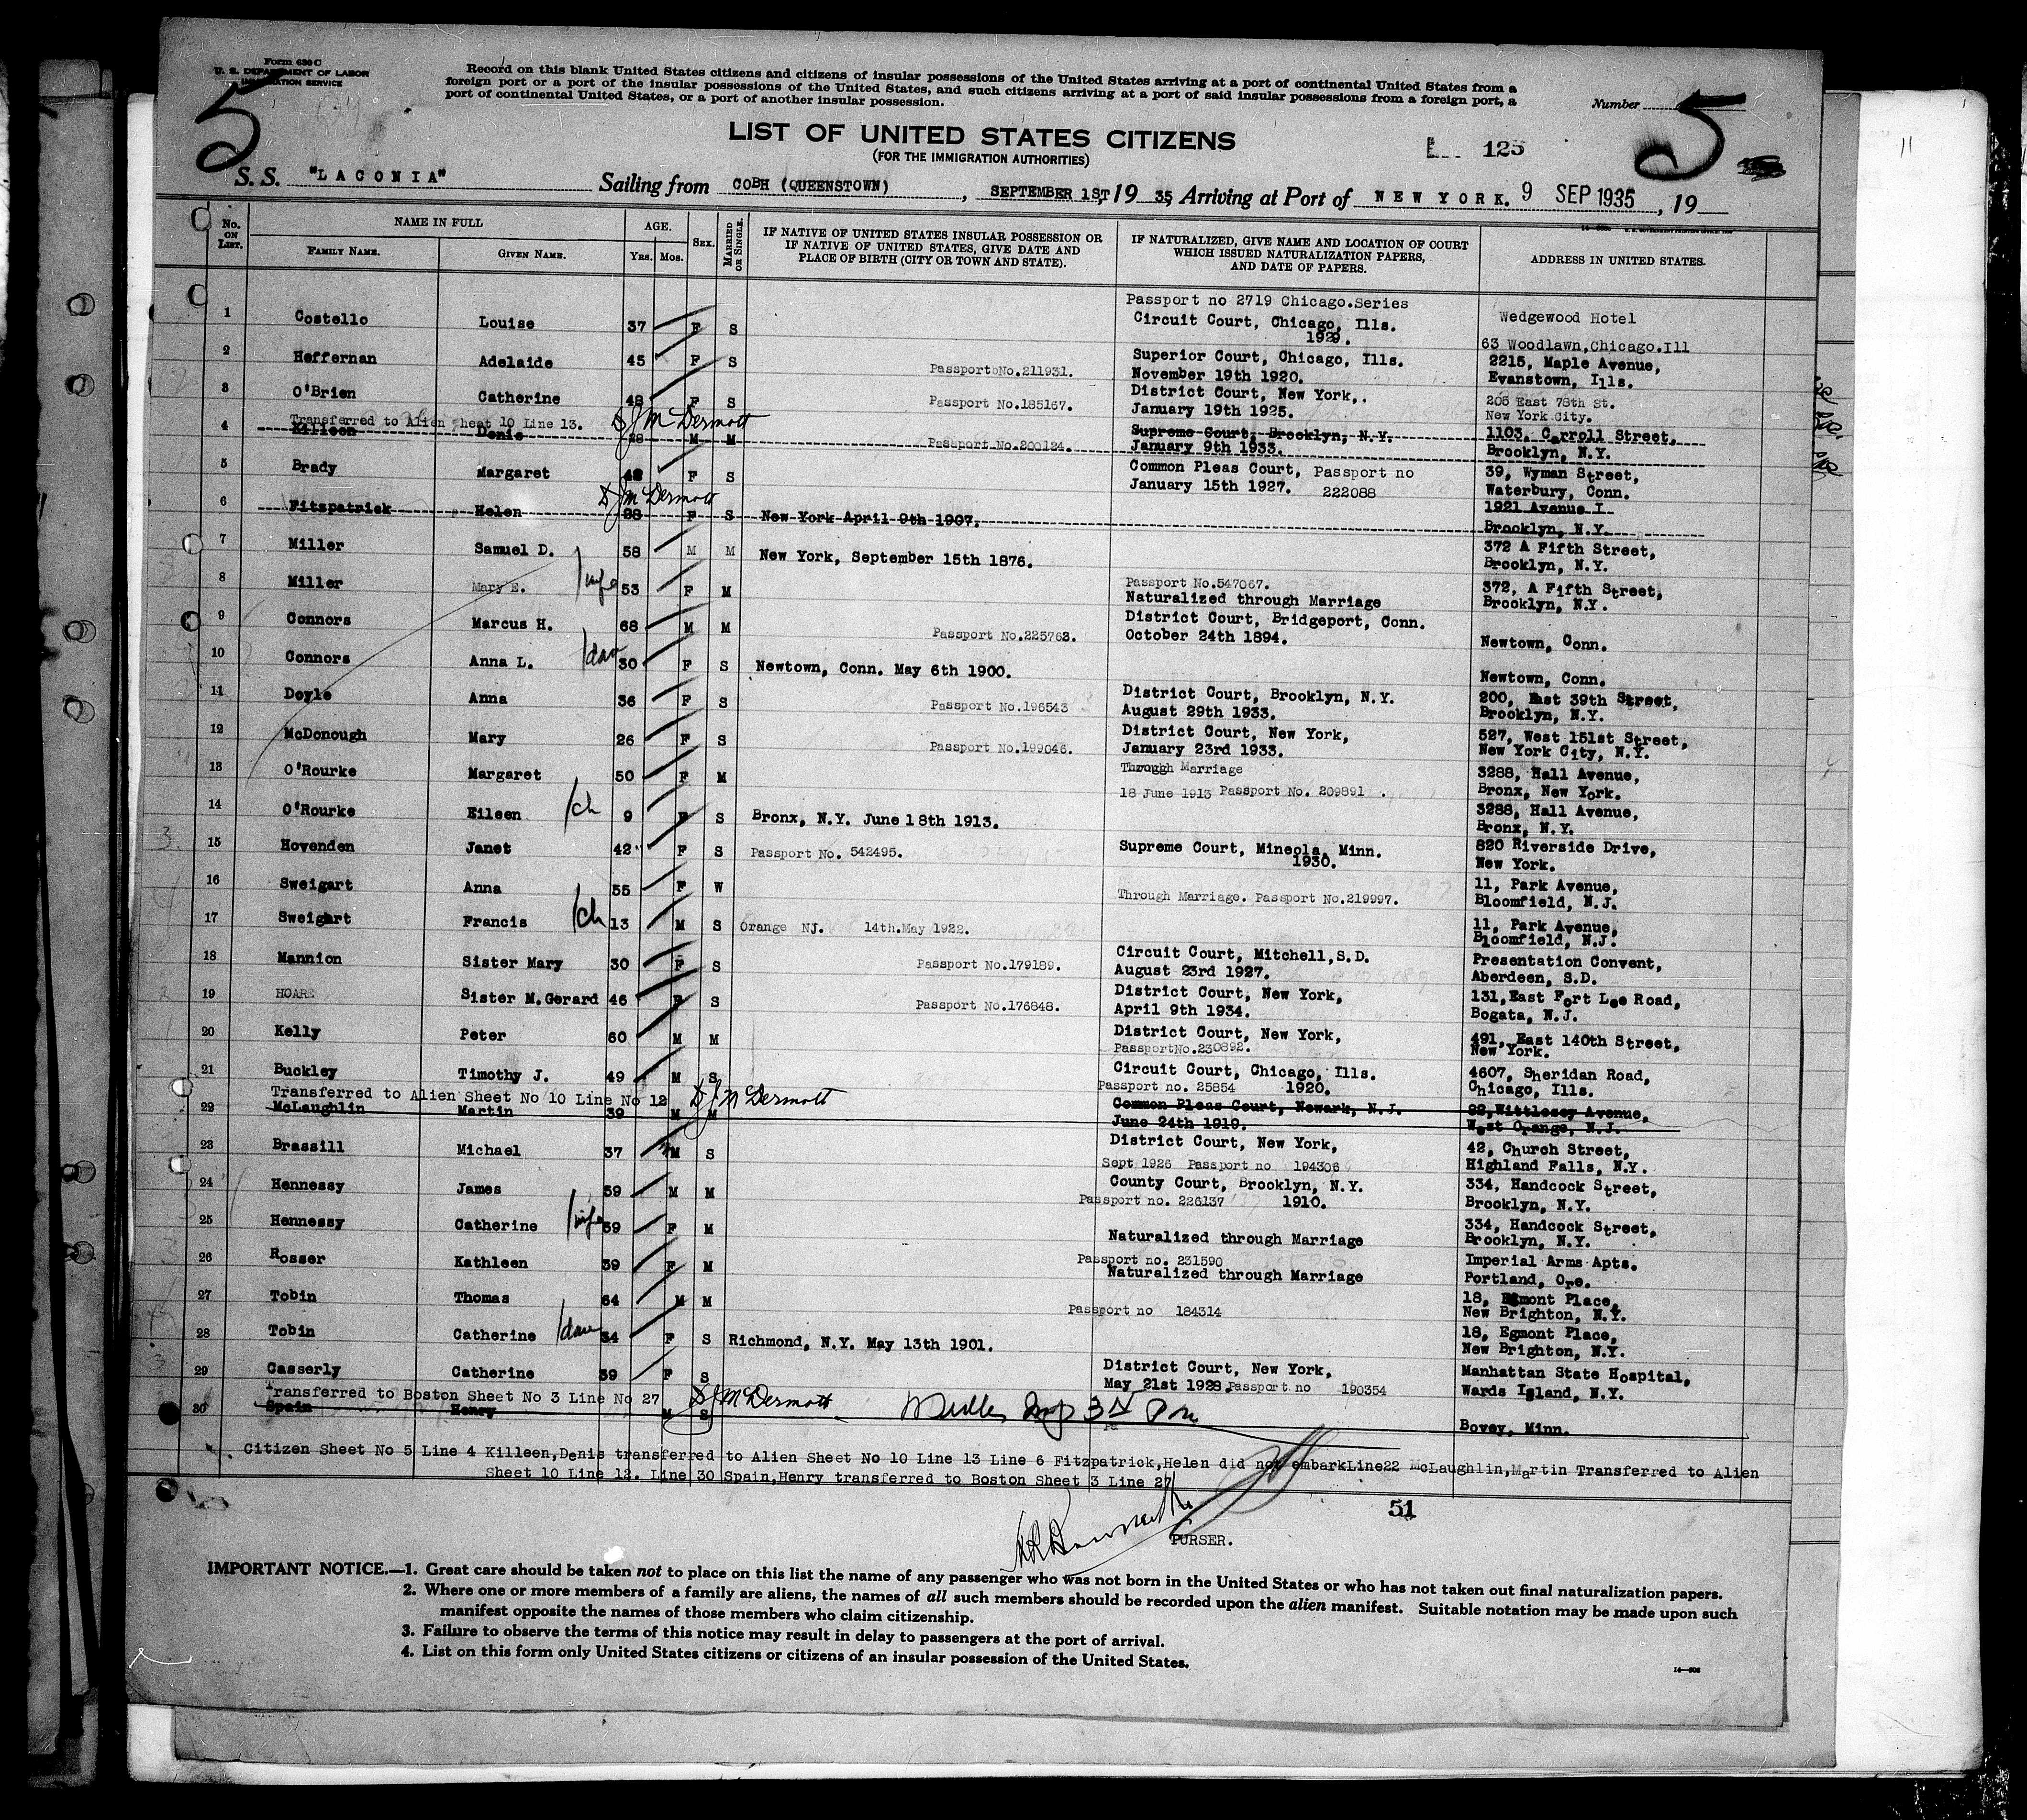 Form 630 C
U. S. DEPARTMENT OF LABOR
IMMIGRATION SERVICE
Record on this blank United States citizens and citizens of insular possessions of the United States arriving at a port of continental United States from a
foreign port or a port of the insular possessions of the United States, and such citizens arriving at a port of said insular possessions from a foreign port, a
port of continental United States, or a port of another insular possession.
Number
5
5
LIST OF UNITED STATES CITIZENS
(FOR THE IMMIGRATION AUTHORITIES)
125
S. S. "LACONIA" Sailing from COBH (QUEENSTOWN), SEPTEMBER 1ST, 19 35, Arriving at Port of NEW YORK. 9 SEP 1935, 19
No. ON LIST. NAME IN FULL AGE. SEX. MARRIED OR SINGLE. IF NATIVE OF UNITED STATES INSULAR POSSESSION OR IF NATIVE OF UNITED STATES, GIVE DATE AND PLACE OF BIRTH (CITY OR TOWN AND STATE). IF NATURALIZED, GIVE NAME AND LOCATION OF COURT WHICH ISSUED NATURALIZATION PAPERS, AND DATE OF PAPERS. ADDRESS IN UNITED STATES.
FAMILY NAME. GIVEN NAME. Yrs. Mos.
Passport no 2719 Chicago.Series
1 Costello Louise 37 F S Circuit Court, Chicago, Ills. Wedgewood Hotel
1929. 63 Woodlawn,Chicago.Ill
2 Heffernan Adelaide 45 F S Superior Court, Chicago, Ills. 2215, Maple Avenue,
Passport No.211931. November 19th 1920. Evanstown, Ills.
3 O'Brien Catherine 48 F S District Court, New York,. 205 East 78th St.
Passport No.185157. January 19th 1925. New York City.
Transferred to Alien Sheet 10 Line 13. D J McDermott
4 Killeen Denis M M Supreme Court, Brooklyn, N.Y. 1103, Carroll Street,
Passport No.200124. January 9th 1933. Brooklyn, N.Y.
5 Brady Margaret 42 F S Common Pleas Court, Passport no 39, Wyman Street,
January 15th 1927. 222088 Waterbury, Conn.
D J McDermott
6 Fitzpatrick Helen 28 F S New York April 9th 1907. 1921 Avenue I
Brooklyn, N.Y.
7 Miller Samuel D. 58 M M New York, September 15th 1876. 372 A Fifth Street,
Brooklyn, N.Y.
8 Miller Mary E. wife 53 F M Passport No.547067. 372, A Fifth Street,
Naturalized through Marriage Brooklyn, N.Y.
9 Connors Marcus H. 68 M M District Court, Bridgeport, Conn.
Passport No.225763. October 24th 1894. Newtown, Conn.
10 Connors Anna L. dau 30 F S Newtown, Conn. May 6th 1900.
Newtown, Conn.
11 Doyle Anna 36 F S District Court, Brooklyn, N.Y. 200, East 39th Street,
Passport No.196543 August 29th 1933. Brooklyn, N.Y.
12 McDonough Mary 26 F S District Court, New York, 527, West 151st Street,
Passport No.199046. January 23rd 1933. New York City, N.Y.
13 O'Rourke Margaret 50 F M Through Marriage 3288, Hall Avenue,
18 June 1913 Passport No. 209891 . Bronx, New York.
14 O'Rourke Eileen ch 9 F S Bronx, N.Y. June 18th 1913. 3288, Hall Avenue,
Bronx, N.Y.
15 Hovenden Janet 42 F S Passport No. 542495. Supreme Court, Mineola, Minn. 820 Riverside Drive,
1930. New York.
16 Sweigart Anna 55 F W 11, Park Avenue,
Through Marriage. Passport No.219997. Bloomfield, N.J.
17 Sweigart Francis ch 13 M S Orange NJ. 14th.May 1922. 11, Park Avenue,
Bloomfield, N.J.
18 Mannion Sister Mary 30 F S Circuit Court, Mitchell,S.D. Presentation Convent,
Passport No.179189. August 23rd 1927. Aberdeen, S.D.
19 HOARE Sister M.Gerard 46 F S District Court, New York, 131,East Fort Lee Road,
Passport No.176848. April 9th 1934. Bogata, N.J.
20 Kelly Peter 60 M M District Court, New York, 491, East 140th Street,
PassportNo.230892. New York.
21 Buckley Timothy J. 49 M S Circuit Court, Chicago, Ills. 4607, Sheridan Road,
Passport no. 25854 1920. Chicago, Ills.
Transferred to Alien Sheet No 10 Line No 12 D J McDermott
22 McLaughlin Martin 39 M M Common Pleas Court, Newark, N.J. 92,Wittlesey Avenue,
June 24th 1919. West Orange, N.J.
23 Brassill Michael 37 M S District Court, New York, 42, Church Street,
Sept 1926 Passport no 194306 Highland Falls, N.Y.
24 Hennessy James 59 M M County Court, Brooklyn, N.Y. 334, Handcock Street,
Passport no. 226137 1910. Brooklyn, N.Y.
25 Hennessy Catherine wife 59 F M 334, Handcock Street,
Naturalized through Marriage Brooklyn, N.Y.
26 Rosser Kathleen 39 F M Passport no. 231590 Imperial Arms Apts.
Naturalized through Marriage Portland, Ore.
27 Tobin Thomas 64 M M 18, Egmont Place,
Passport no 184314 New Brighton, N.Y.
28 Tobin Catherine dau 34 F S Richmond, N.Y. May 13th 1901. 18, Egmont Place,
New Brighton, N.Y.
29 Casserly Catherine 39 F S District Court, New York, Manhattan State Hospital,
May 21st 1928.Passport no 190354 Wards Island, N.Y.
Transferred to Boston Sheet No 3 Line No 27 D J McDermott
30 Spain Henry M S Bovey, Minn.
Citizen Sheet No 5 Line 4 Killeen,Denis transferred to Alien Sheet No 10 Line 13 Line 6 Fitzpatrick,Helen did not embarkLine22 McLaughlin,Martin Transferred to Alien
Sheet 10 Line 12. Line 30 Spain,Henry transferred to Boston Sheet 3 Line 27
51
PURSER.
IMPORTANT NOTICE.—1. Great care should be taken not to place on this list the name of any passenger who was not born in the United States or who has not taken out final naturalization papers.
2. Where one or more members of a family are aliens, the names of all such members should be recorded upon the alien manifest. Suitable notation may be made upon such
manifest opposite the names of those members who claim citizenship.
3. Failure to observe the terms of this notice may result in delay to passengers at the port of arrival.
4. List on this form only United States citizens or citizens of an insular possession of the United States.